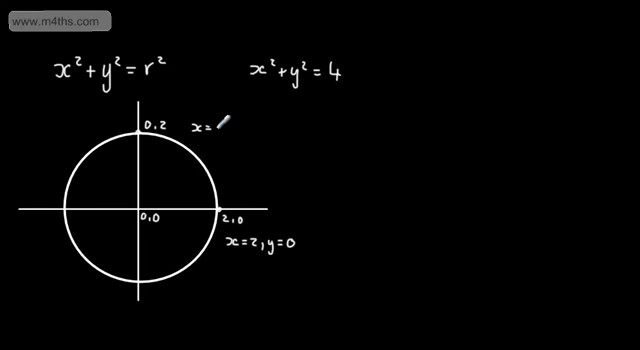 www.m4ths.com
x² + y² = r²
x² + y² = 4
0,2
x =
0,0
2,0
x = 2, y = 0